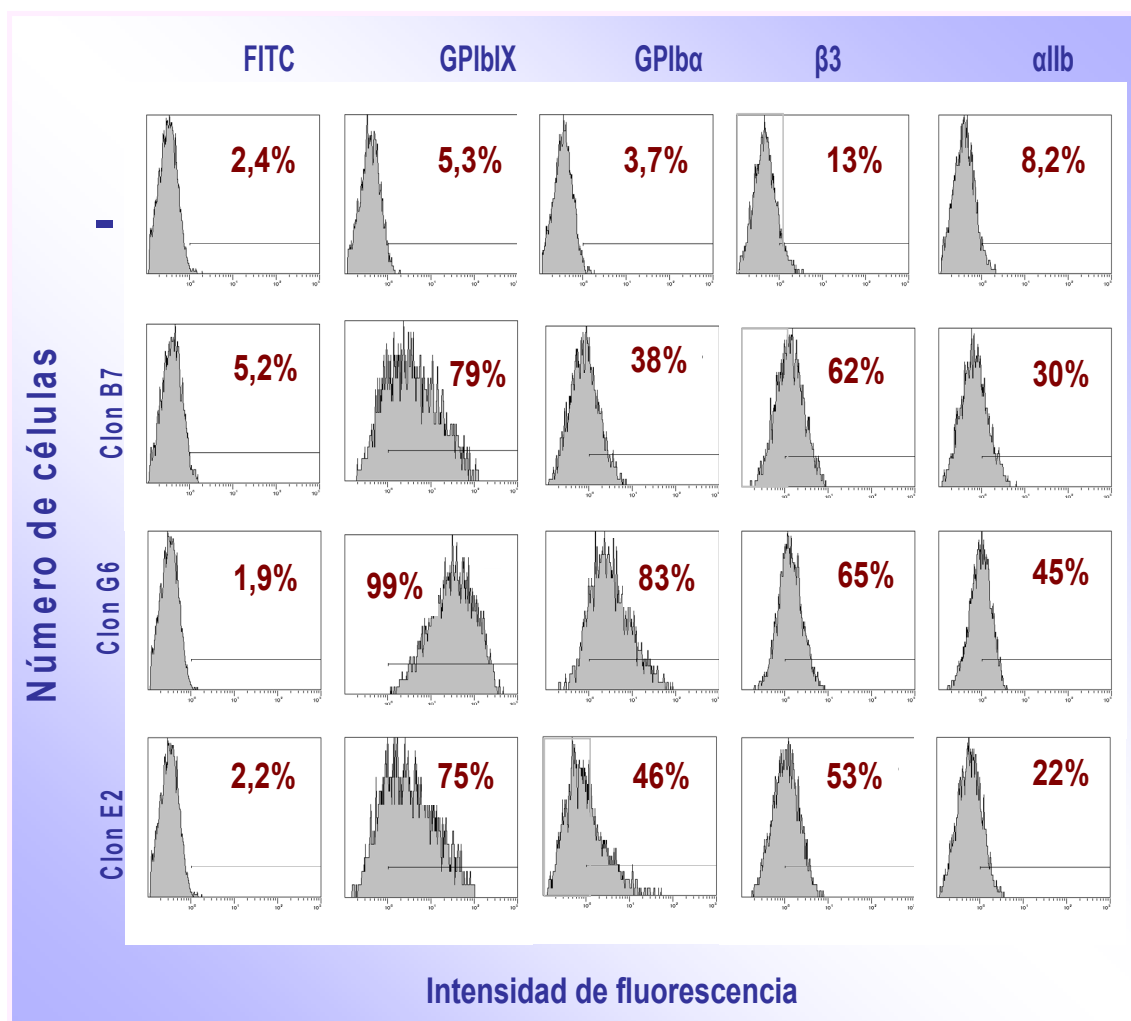 FITC GPIbIX GPIbα β3 αIIb
2,4% 5,3% 3,7% 13% 8,2%
-
Clon B7
5,2% 79% 38% 62% 30%
Clon G6
1,9% 99% 83% 65% 45%
Clon E2
2,2% 75% 46% 53% 22%
Número de células
Intensidad de fluorescencia